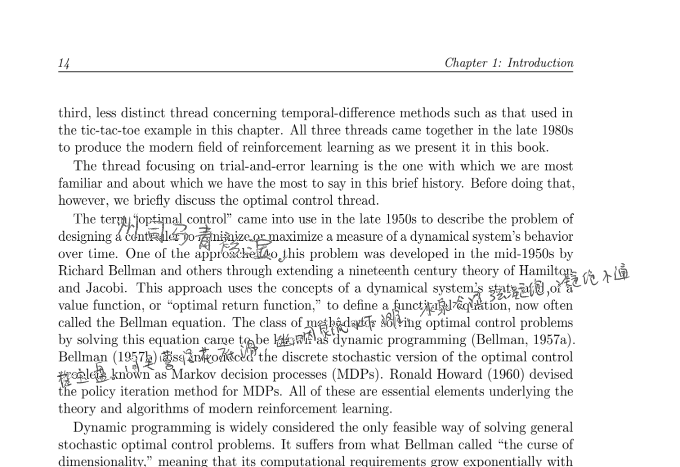 14
Chapter 1: Introduction
third, less distinct thread concerning temporal-difference methods such as that used in
the tic-tac-toe example in this chapter. All three threads came together in the late 1980s
to produce the modern field of reinforcement learning as we present it in this book.
The thread focusing on trial-and-error learning is the one with which we are most
familiar and about which we have the most to say in this brief history. Before doing that,
however, we briefly discuss the optimal control thread.
The term "optimal control" came into use in the late 1950s to describe the problem of
designing a controller to minimize or maximize a measure of a dynamical system's behavior
over time. One of the approaches to this problem was developed in the mid-1950s by
Richard Bellman and others through extending a nineteenth century theory of Hamilton
and Jacobi. This approach uses the concepts of a dynamical system's state and of a
value function, or "optimal return function," to define a functional equation, now often
called the Bellman equation. The class of methods for solving optimal control problems
by solving this equation came to be known as dynamic programming (Bellman, 1957a).
Bellman (1957b) also introduced the discrete stochastic version of the optimal control
problem known as Markov decision processes (MDPs). Ronald Howard (1960) devised
the policy iteration method for MDPs. All of these are essential elements underlying the
theory and algorithms of modern reinforcement learning.
Dynamic programming is widely considered the only feasible way of solving general
stochastic optimal control problems. It suffers from what Bellman called "the curse of
dimensionality," meaning that its computational requirements grow exponentially with